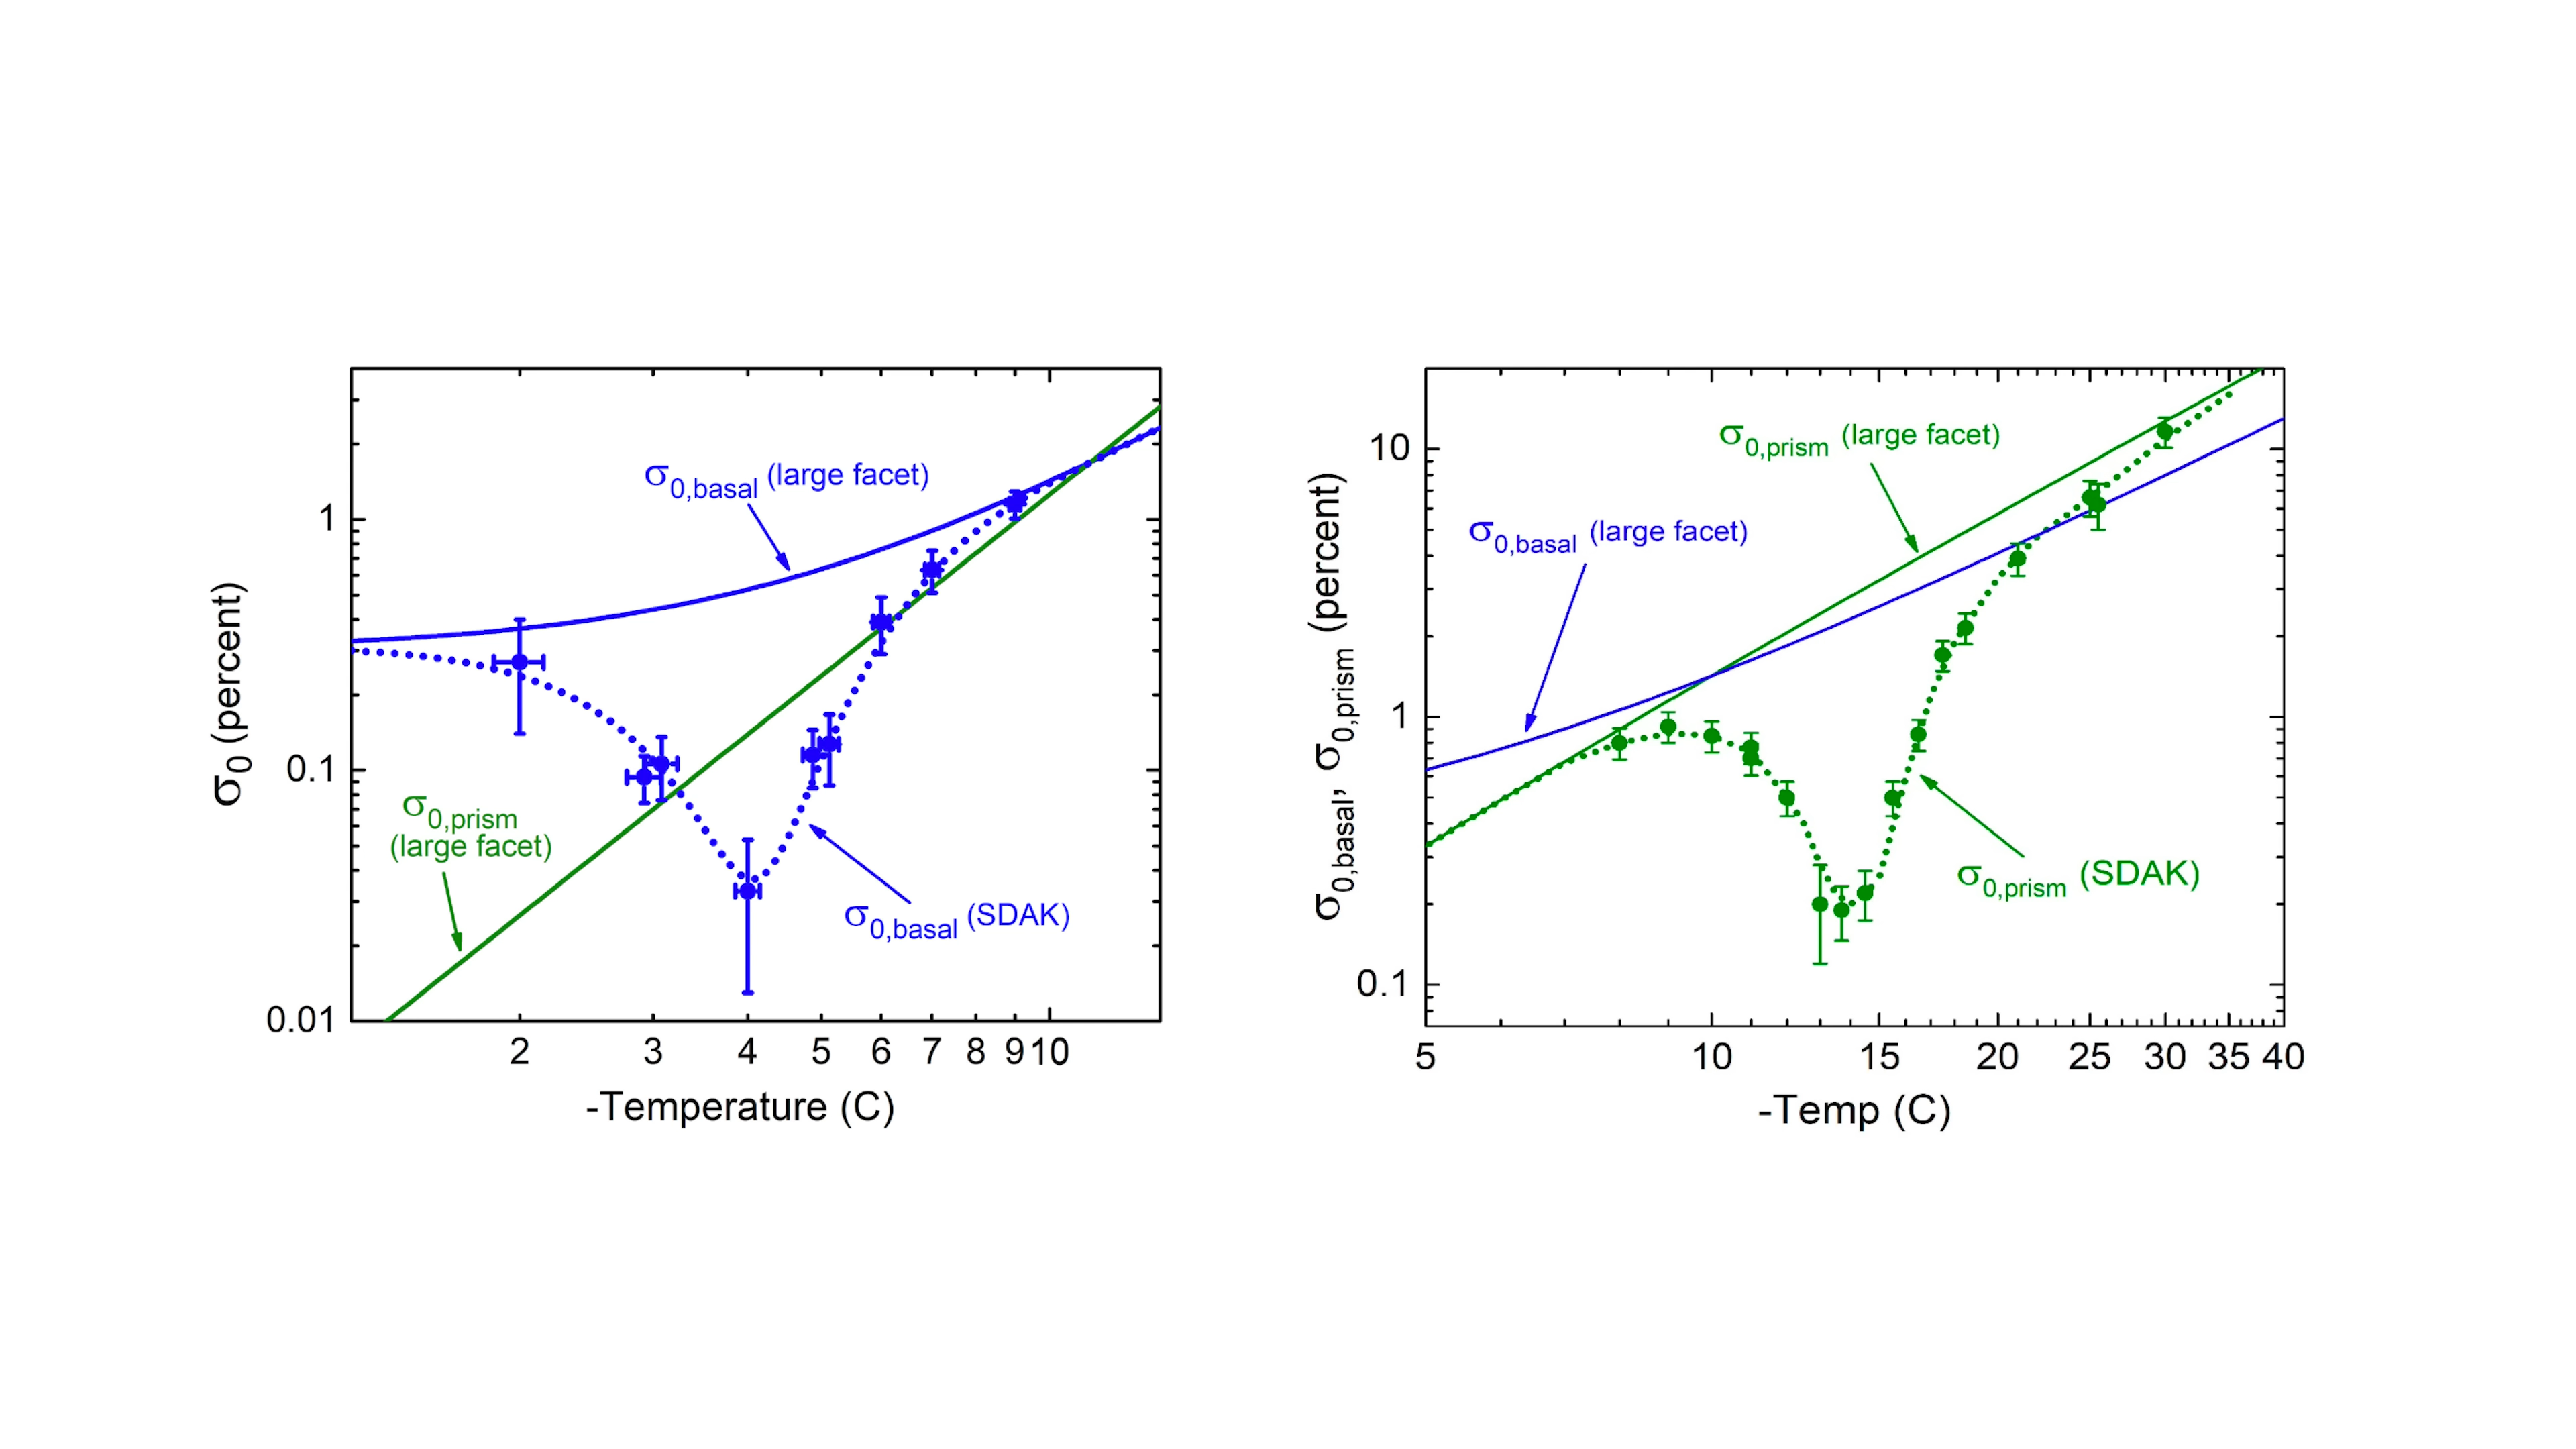 σ0,basal (large facet)
1
σ0 (percent)
0.1
σ0,prism
(large facet)
σ0,basal (SDAK)
0.01
2 3 4 5 6 7 8 9 10
-Temperature (C)
σ0,prism (large facet)
10
σ0,basal (large facet)
σ0,basal, σ0,prism (percent)
1
σ0,prism (SDAK)
0.1
5 10 15 20 25 30 35 40
-Temp (C)